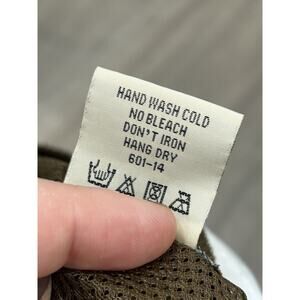 HAND WASH COLD
NO BLEACH
DON'T IRON
HANG DRY
601-14